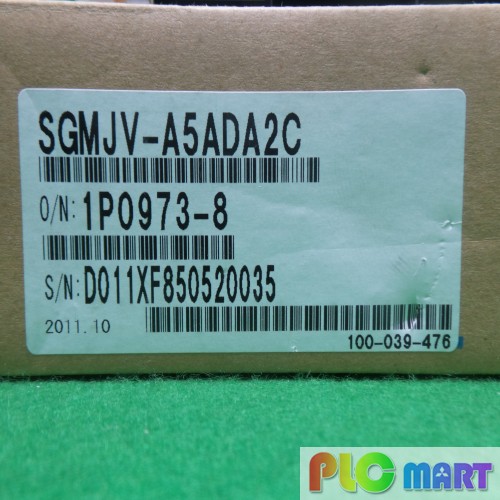 SGMJV-A5ADA2C
O/N: 1P0973-8
S/N: D011XF850520035
2011.10
100-039-476
PLC MART